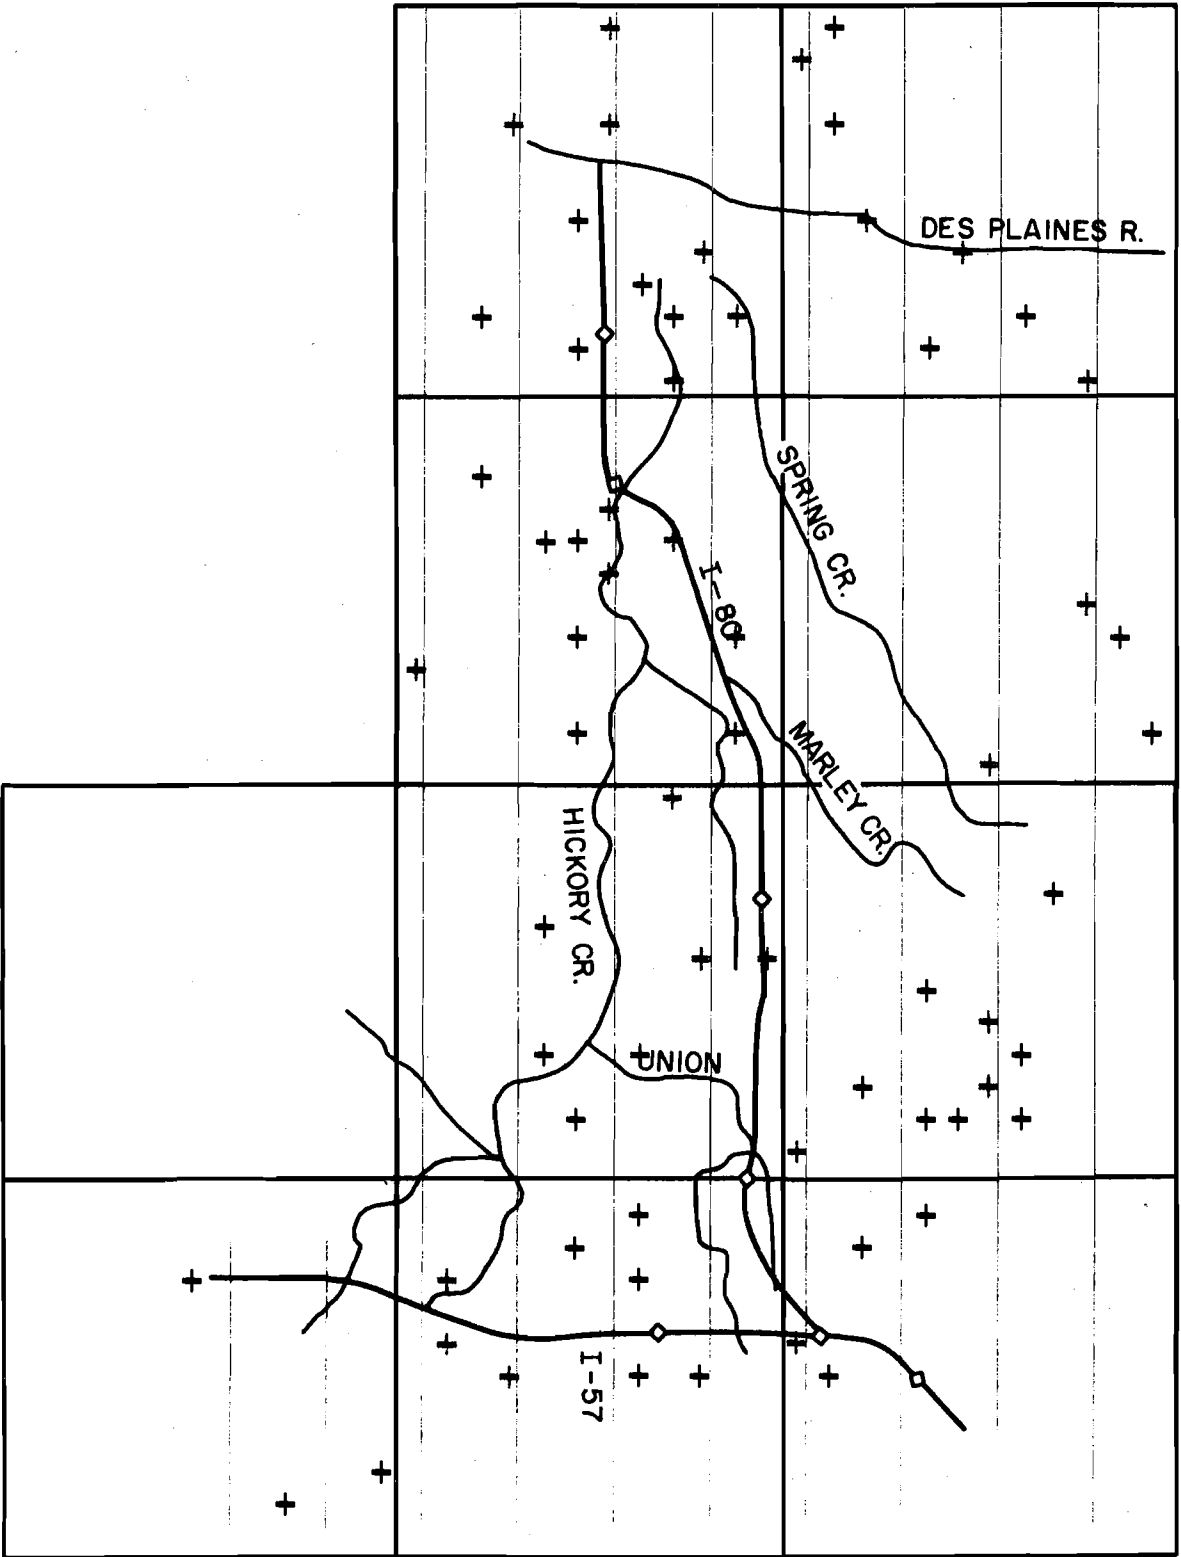 DES PLAINES R.
SPRING CR.
I-80
MARLEY CR.
HICKORY CR.
UNION
I-57